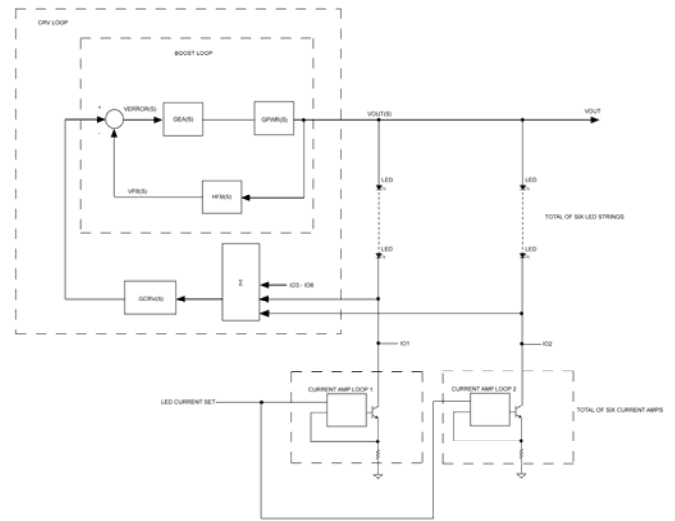 CRV LOOP
BOOST LOOP
+
VERROR(S)
GEA(S)
GPWR(S)
VOUT(S)
VOUT
-
VFB(S)
HFB(S)
LED
LED
TOTAL OF SIX LED STRINGS
LED
LED
GCRV(S)
Σ
IO3 - IO6
IO1
IO2
CURRENT AMP LOOP 1
CURRENT AMP LOOP 2
LED CURRENT SET
TOTAL OF SIX CURRENT AMPS